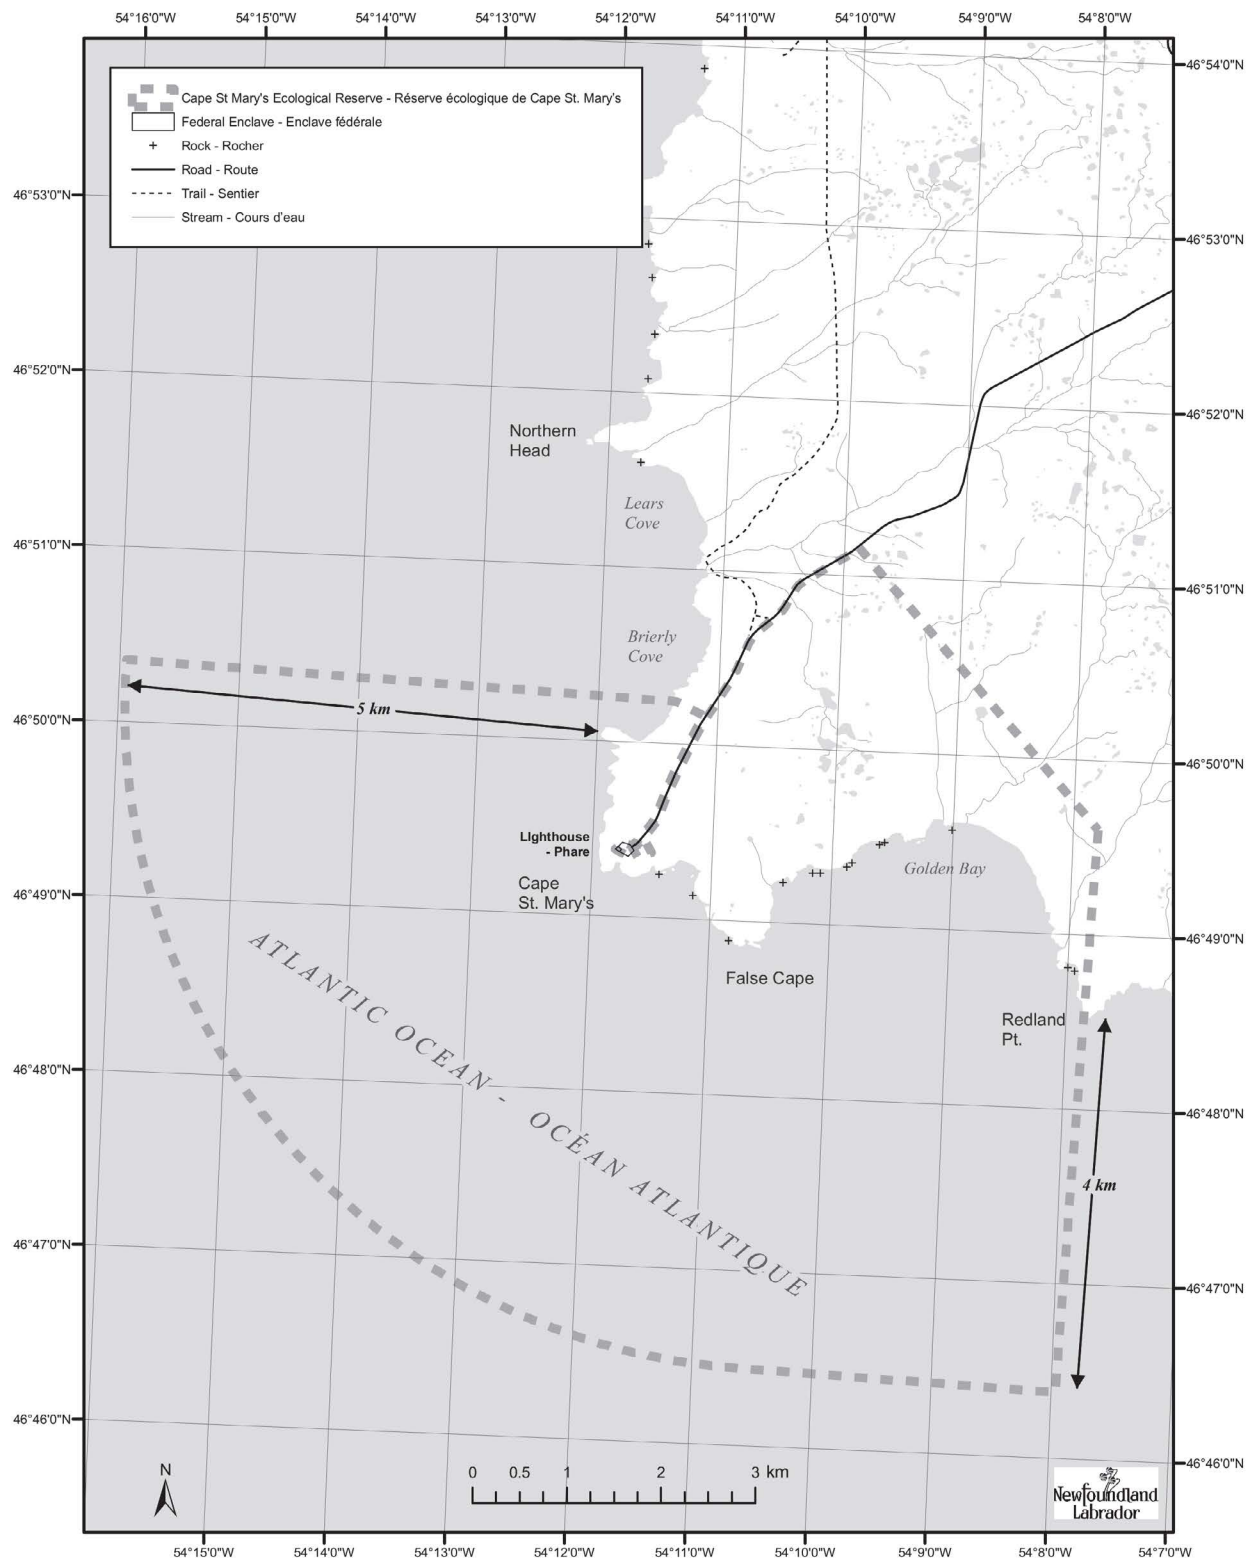 54°16'0"W 54°15'0"W 54°14'0"W 54°13'0"W 54°12'0"W 54°11'0"W 54°10'0"W 54°9'0"W 54°8'0"W
46°54'0"N
Cape St Mary's Ecological Reserve - Réserve écologique de Cape St. Mary's
Federal Enclave - Enclave fédérale
Rock - Rocher
Road - Route
Trail - Sentier
Stream - Cours d'eau
46°53'0"N
46°53'0"N
46°52'0"N
46°52'0"N
Northern
Head
Lears
Cove
46°51'0"N
46°51'0"N
Brierly
Cove
5 km
46°50'0"N
46°50'0"N
Lighthouse
- Phare
Golden Bay
Cape
St. Mary's
46°49'0"N
46°49'0"N
ATLANTIC OCEAN - OCÉAN ATLANTIQUE
False Cape
Redland
Pt.
46°48'0"N
46°48'0"N
4 km
46°47'0"N
46°47'0"N
46°46'0"N
46°46'0"N
N
0 0.5 1 2 3 km
Newfoundland
Labrador
54°15'0"W 54°14'0"W 54°13'0"W 54°12'0"W 54°11'0"W 54°10'0"W 54°9'0"W 54°8'0"W 54°7'0"W